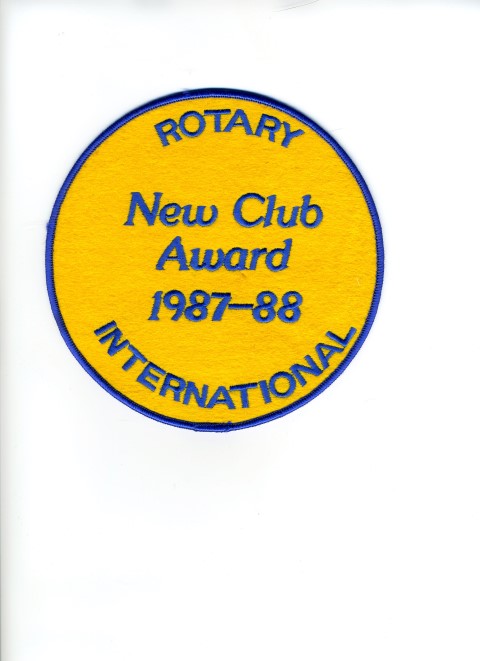 ROTARY
New Club
Award
1987–88
INTERNATIONAL